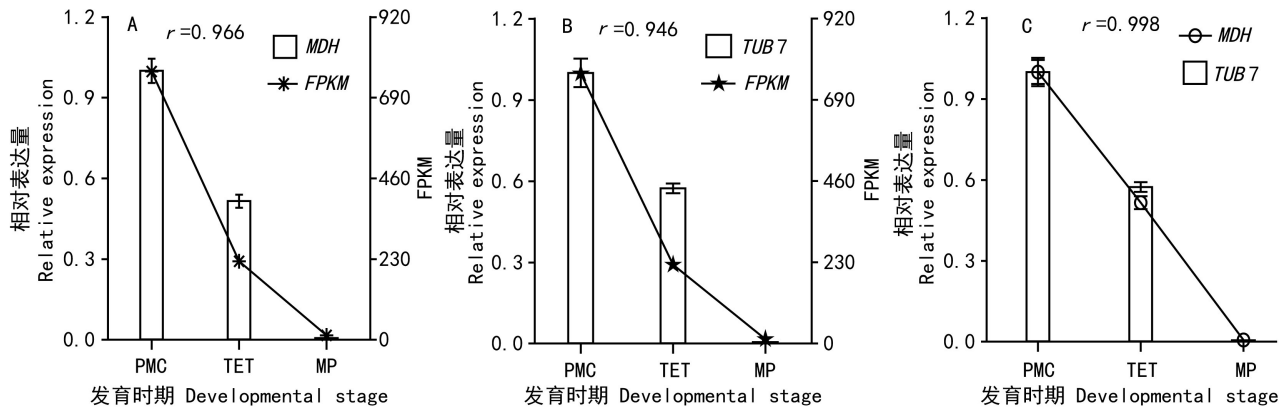 A
r=0.966
MDH
FPKM
相对表达量
Relative expression
1.2
0.9
0.6
0.3
0.0
920
690
460
230
0
FPKM
PMC TET MP
发育时期 Developmental stage
B
r=0.946
TUB7
FPKM
相对表达量
Relative expression
1.2
0.9
0.6
0.3
0.0
920
690
460
230
0
FPKM
PMC TET MP
发育时期 Developmental stage
C
r=0.998
MDH
TUB7
相对表达量
Relative expression
1.2
0.9
0.6
0.3
0.0
PMC TET MP
发育时期 Developmental stage